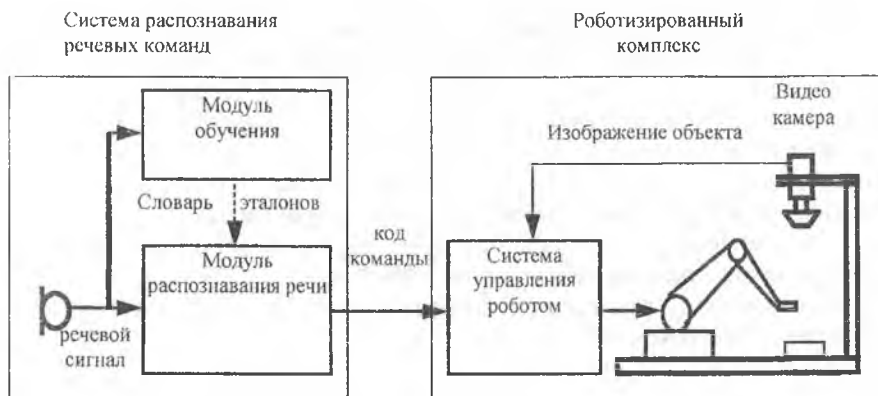 Система распознавания
речевых команд
Роботизированный
комплекс
Модуль
обучения
Словарь эталонов
Модуль
распознавания речи
речевой
сигнал
код
команды
Изображение объекта
Видео
камера
Система
управления
роботом